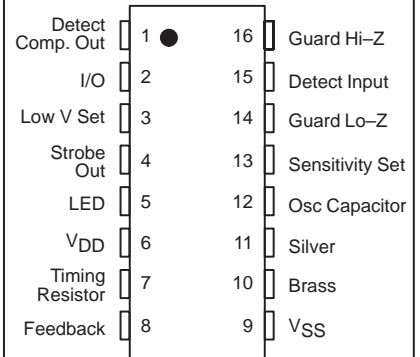 Detect
Comp. Out 1 16 Guard Hi–Z
I/O 2 15 Detect Input
Low V Set 3 14 Guard Lo–Z
Strobe
Out 4 13 Sensitivity Set
LED 5 12 Osc Capacitor
VDD 6 11 Silver
Timing
Resistor 7 10 Brass
Feedback 8 9 VSS